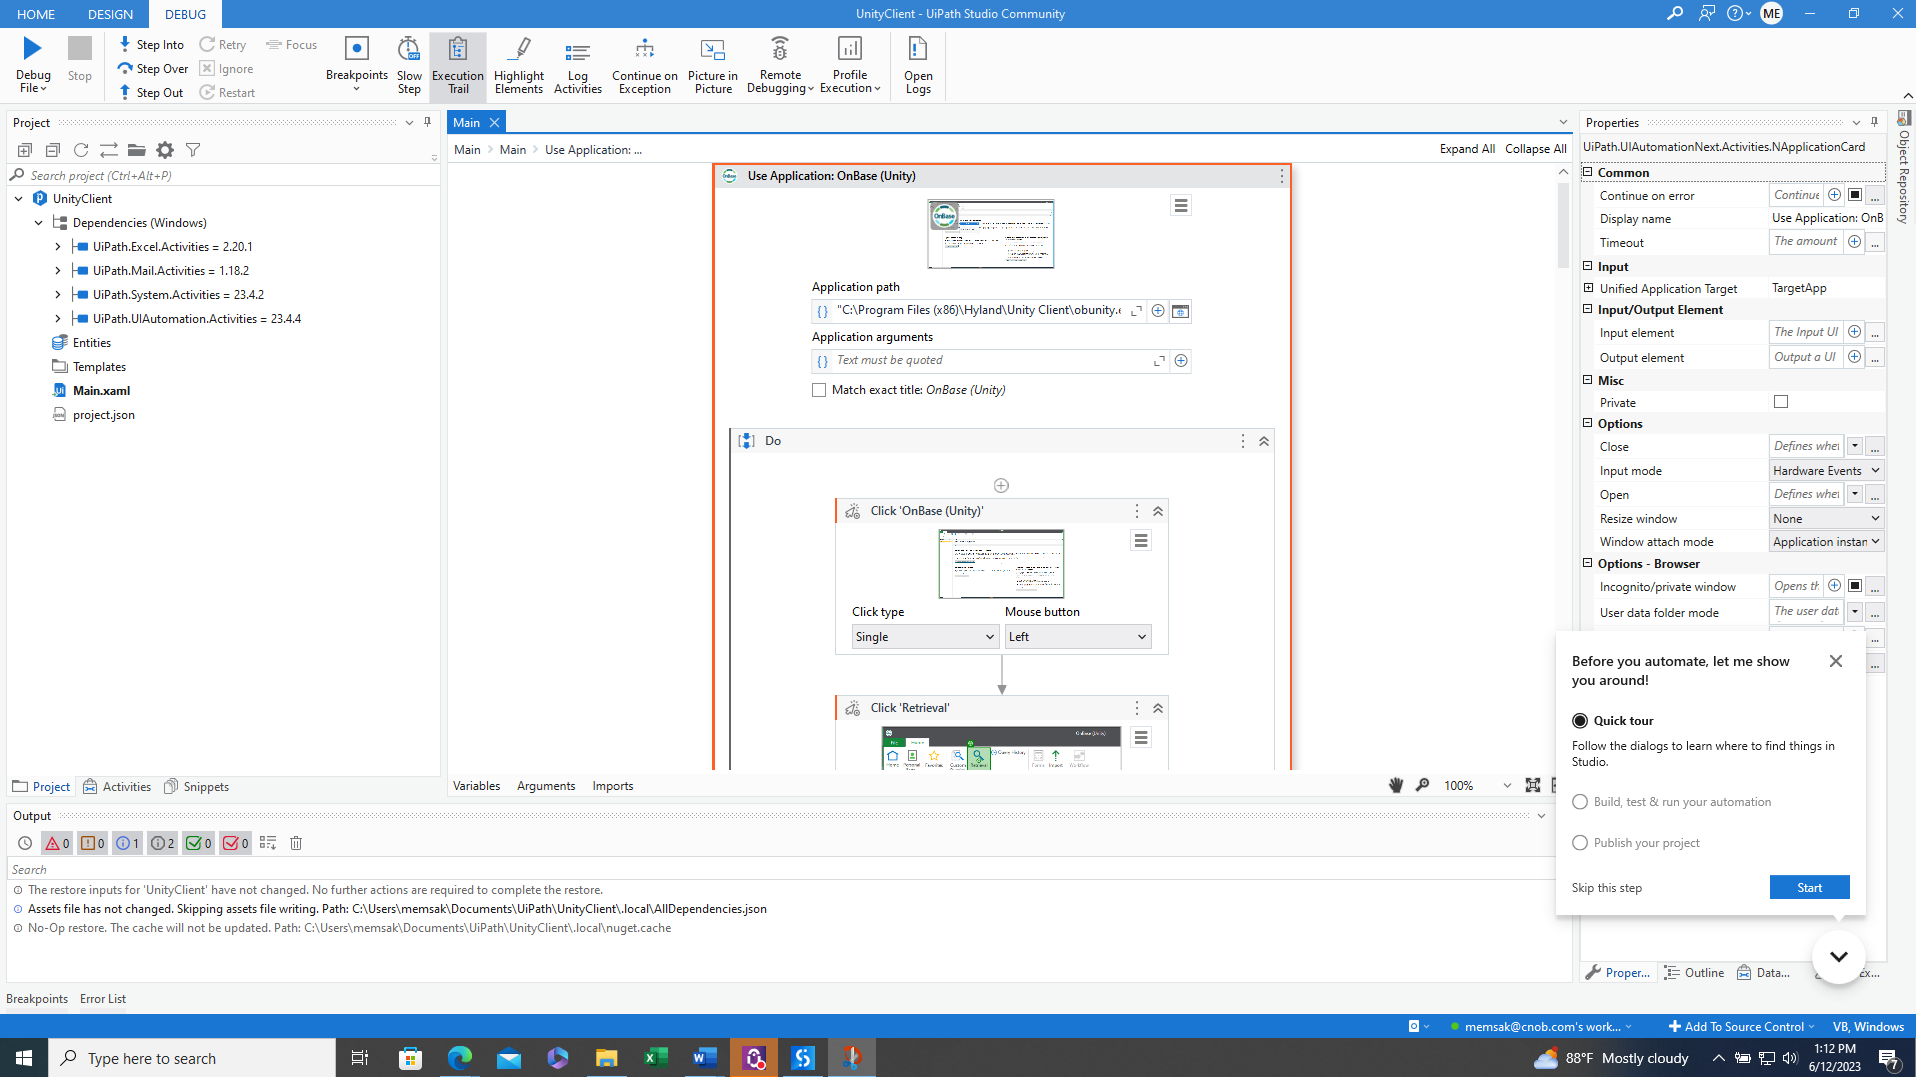 HOME DESIGN DEBUG
UnityClient - UiPath Studio Community
ME
Debug File
Stop
Step Into
Step Over
Step Out
Retry
Ignore
Restart
Focus
Breakpoints
Slow Step
Execution Trail
Highlight Elements
Log Activities
Continue on Exception
Picture in Picture
Remote Debugging
Profile Execution
Open Logs
Project
Search project (Ctrl+Alt+P)
UnityClient
Dependencies (Windows)
UiPath.Excel.Activities = 2.20.1
UiPath.Mail.Activities = 1.18.2
UiPath.System.Activities = 23.4.2
UiPath.UIAutomation.Activities = 23.4.4
Entities
Templates
Main.xaml
project.json
Project Activities Snippets
Main
Main Main Use Application: ...
Expand All Collapse All
Use Application: OnBase (Unity)
OnBase
Application path
"C:\Program Files (x86)\Hyland\Unity Client\obunity.e
Application arguments
Text must be quoted
Match exact title: OnBase (Unity)
Do
Click 'OnBase (Unity)'
Click type
Mouse button
Single
Left
Click 'Retrieval'
OnBase (Unity)
File Home
Variables Arguments Imports
100%
Properties
UiPath.UIAutomationNext.Activities.NApplicationCard
Common
Continue on error Continue
Display name Use Application: OnB
Timeout The amount
Input
Unified Application Target TargetApp
Input/Output Element
Input element The Input UI
Output element Output a UI
Misc
Private
Options
Close Defines whet
Input mode Hardware Events
Open Defines whet
Resize window None
Window attach mode Application instan
Options - Browser
Incognito/private window Opens th
User data folder mode The user dat
Object Repository
Before you automate, let me show you around!
Quick tour
Follow the dialogs to learn where to find things in Studio.
Build, test & run your automation
Publish your project
Skip this step
Start
Proper... Outline Data... Ex...
Output
0 0 1 2 0 0
Search
The restore inputs for 'UnityClient' have not changed. No further actions are required to complete the restore.
Assets file has not changed. Skipping assets file writing. Path: C:\Users\memsak\Documents\UiPath\UnityClient\.local\AllDependencies.json
No-Op restore. The cache will not be updated. Path: C:\Users\memsak\Documents\UiPath\UnityClient\.local\nuget.cache
Breakpoints Error List
memsak@cnob.com's work...
Add To Source Control
VB, Windows
Type here to search
88°F Mostly cloudy
1:12 PM
6/12/2023
7